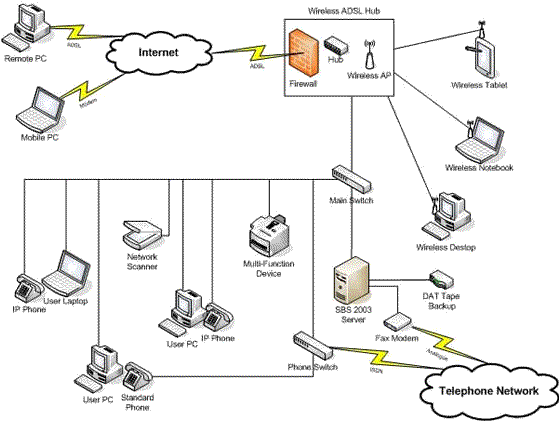 Wireless ADSL Hub
Remote PC
ADSL
Internet
ADSL
Firewall
Hub
Wireless AP
Wireless Tablet
Modem
Mobile PC
Wireless Notebook
Main Switch
Wireless Destop
Network
Scanner
Multi-Function
Device
IP Phone
User Laptop
SBS 2003
Server
DAT Tape
Backup
User PC
IP Phone
Fax Modem
Phone Switch
Analogue
ISDN
User PC
Standard
Phone
Telephone Network